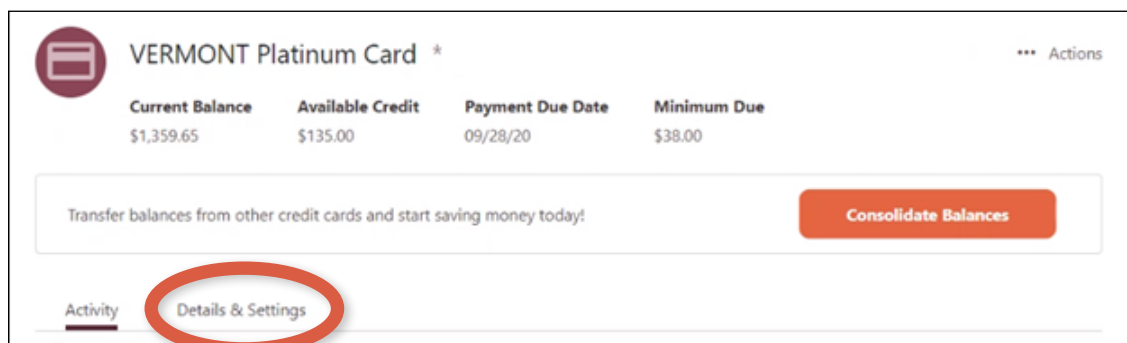 VERMONT Platinum Card *
••• Actions
Current Balance Available Credit Payment Due Date Minimum Due
$1,359.65 $135.00 09/28/20 $38.00
Transfer balances from other credit cards and start saving money today!
Consolidate Balances
Activity Details & Settings